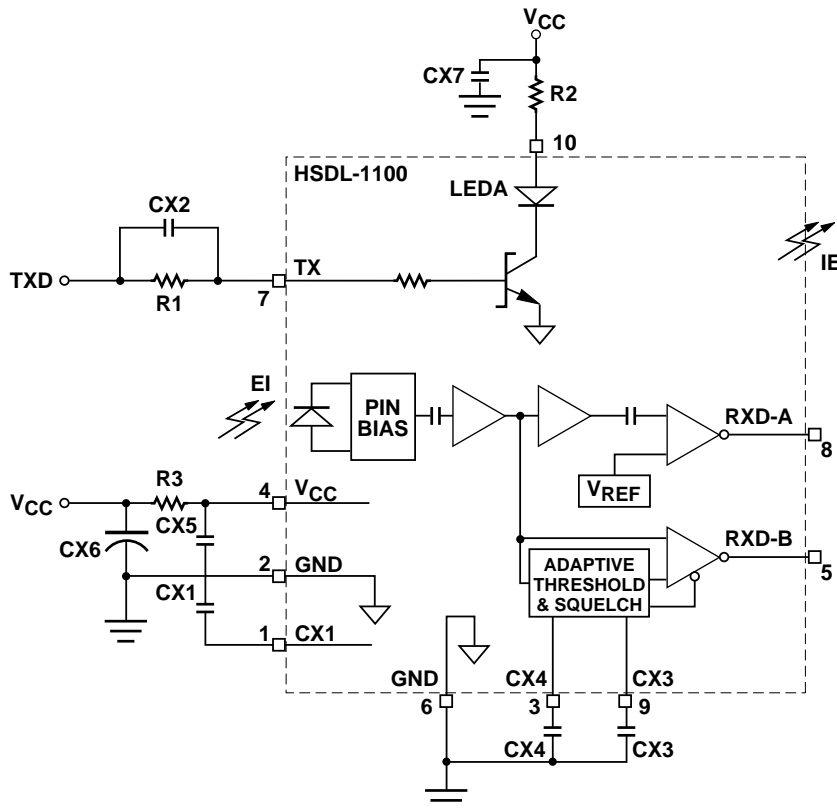 VCC
CX7
R2
10
HSDL-1100
LEDA
CX2
IE
TXD
TX
R1
7
EI
PIN
BIAS
RXD-A
8
R3
VCC
4
VCC
VREF
CX5
CX6
RXD-B
2
GND
ADAPTIVE
THRESHOLD
& SQUELCH
5
CX1
1
CX1
GND
CX4
CX3
6
3
9
CX4
CX3